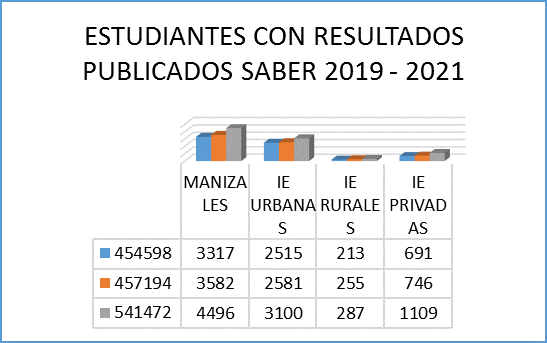 ESTUDIANTES CON RESULTADOS
PUBLICADOS SABER 2019 - 2021
MANIZA IE IE IE
LES URBANA RURALE PRIVAD
S S AS
454598 3317 2515 213 691
457194 3582 2581 255 746
541472 4496 3100 287 1109